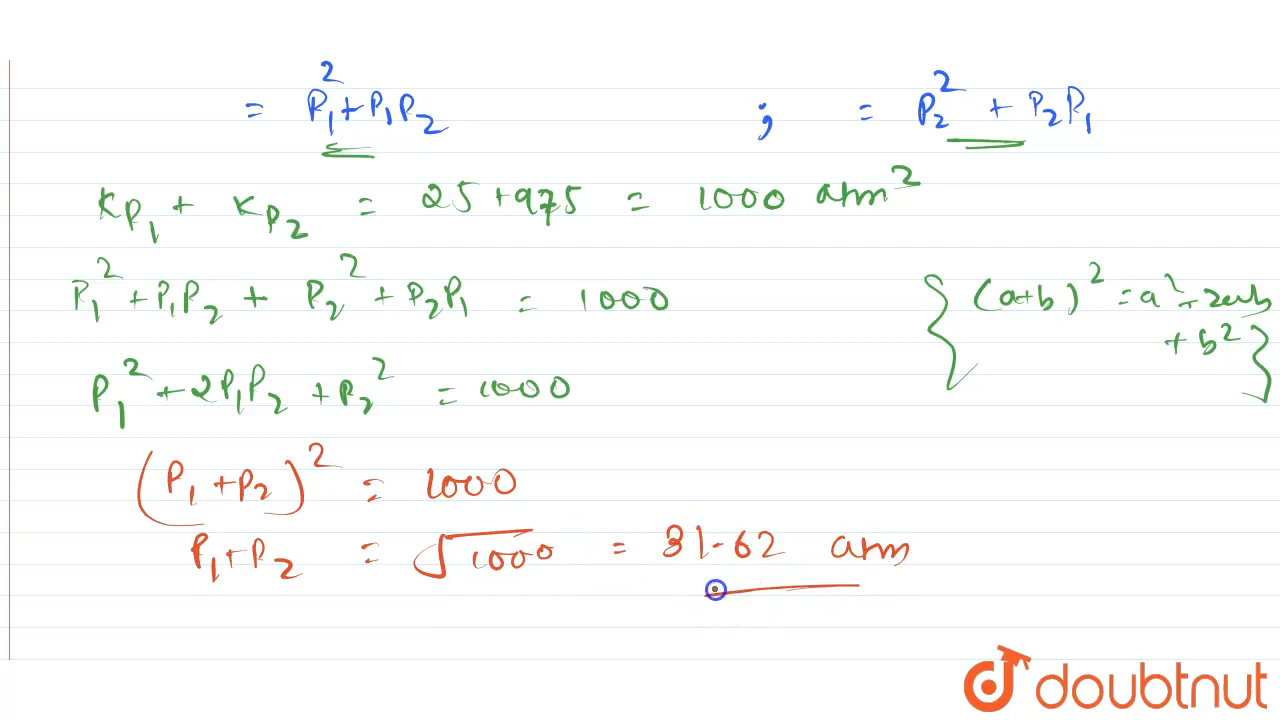 = P₁² + P₁P₂ ; = P₂² + P₂P₁
KP₁ + KP₂ = 25 + 975 = 1000 atm²
P₁² + P₁P₂ + P₂² + P₂P₁ = 1000
{ (a+b)² = a² + 2ab
+ b² }
P₁² + 2P₁P₂ + P₂² = 1000
(P₁ + P₂)² = 1000
P₁ + P₂ = √1000 = 31.62 atm
doubtnut